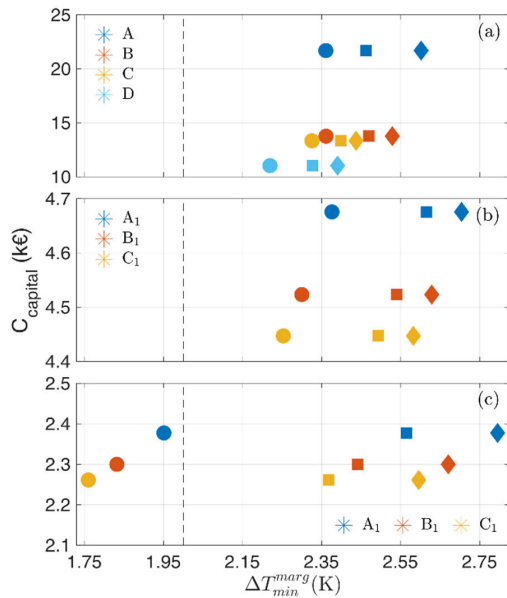 25
20
15
10
A
B
C
D
(a)
4.7
4.6
4.5
4.4
A₁
B₁
C₁
(b)
C_capital (k€)
2.5
2.4
2.3
2.2
2.1
(c)
A₁ B₁ C₁
1.75 1.95 2.15 2.35 2.55 2.75
ΔT_min^marg(K)